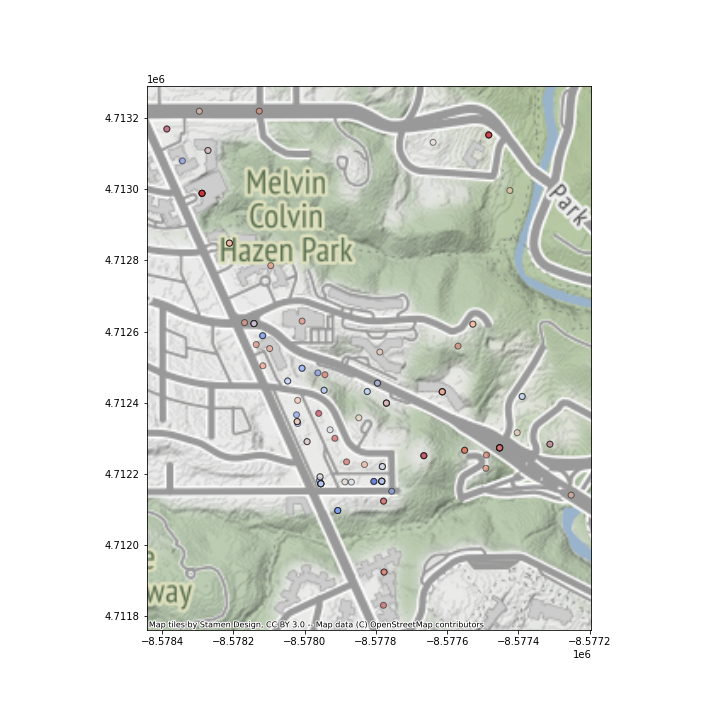 1e6
4.7132
4.7130
4.7128
4.7126
4.7124
4.7122
4.7120
4.7118
Melvin
Colvin
Hazen Park
Park
e
way
Map tiles by Stamen Design, CC BY 3.0 -- Map data (C) OpenStreetMap contributors
−8.5784 −8.5782 −8.5780 −8.5778 −8.5776 −8.5774 −8.5772
1e6